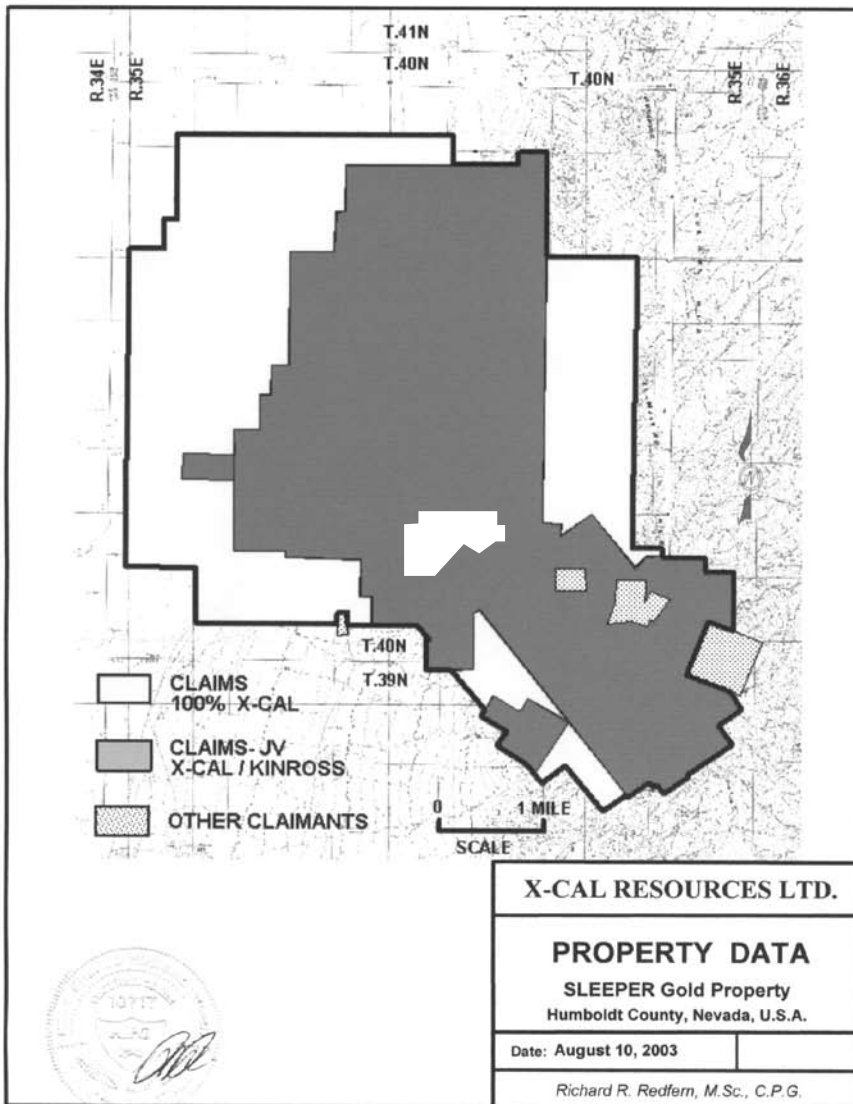 T.41N
T.40N
T.40N
R.34E
R.35E
R.35E
R.36E
T.40N
T.39N
CLAIMS
100% X-CAL
CLAIMS- JV
X-CAL / KINROSS
OTHER CLAIMANTS
0 1 MILE
SCALE
X-CAL RESOURCES LTD.
PROPERTY DATA
SLEEPER Gold Property
Humboldt County, Nevada, U.S.A.
Date: August 10, 2003
Richard R. Redfern, M.Sc., C.P.G.